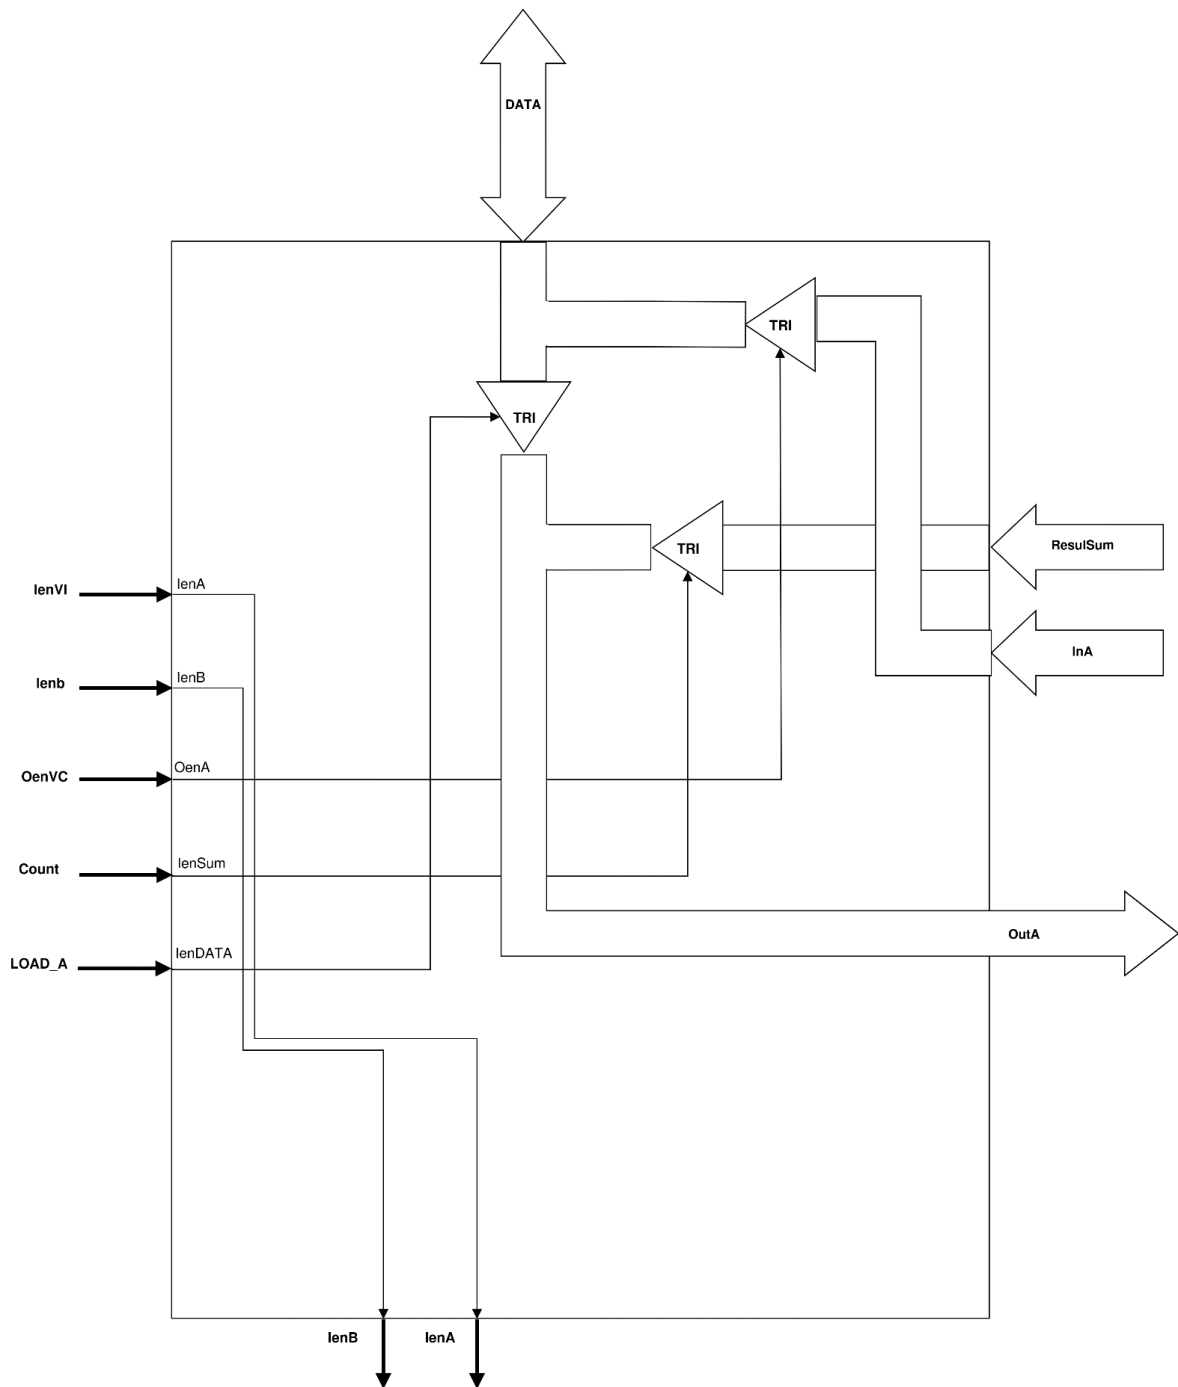 DATA
TRI
TRI
TRI
ResulSum
InA
IenVI
IenA
Ienb
IenB
OenVC
OenA
Count
IenSum
LOAD_A
IenDATA
OutA
IenB
IenA